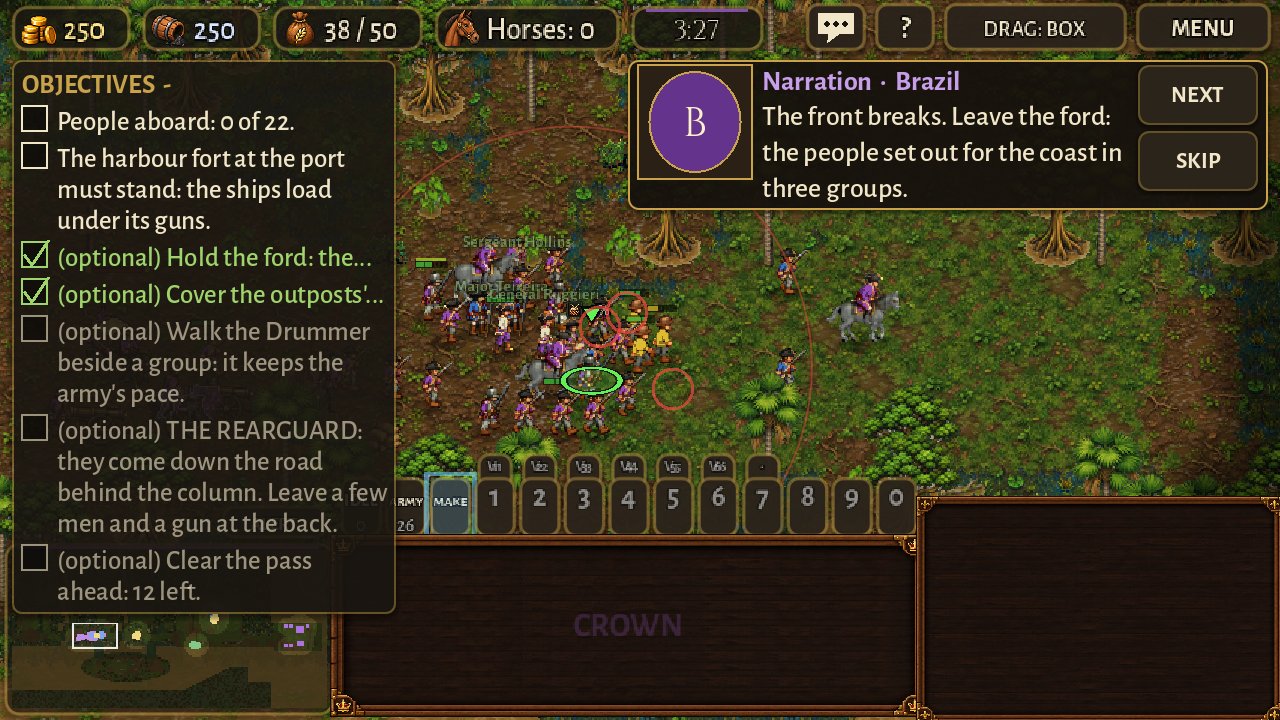 250
250
38 / 50
Horses: 0
3:27
?
DRAG: BOX
MENU
OBJECTIVES -
People aboard: 0 of 22.
The harbour fort at the port
must stand: the ships load
under its guns.
(optional) Hold the ford: the...
(optional) Cover the outposts'...
(optional) Walk the Drummer
beside a group: it keeps the
army's pace.
(optional) THE REARGUARD:
they come down the road
behind the column. Leave a few
men and a gun at the back.
(optional) Clear the pass
ahead: 12 left.
Narration · Brazil
B
The front breaks. Leave the ford:
the people set out for the coast in
three groups.
NEXT
SKIP
Sergeant Hollins
Major Teixeira
General Ruggieri
26
MAKE
1
2
3
4
5
6
7
8
9
0
CROWN